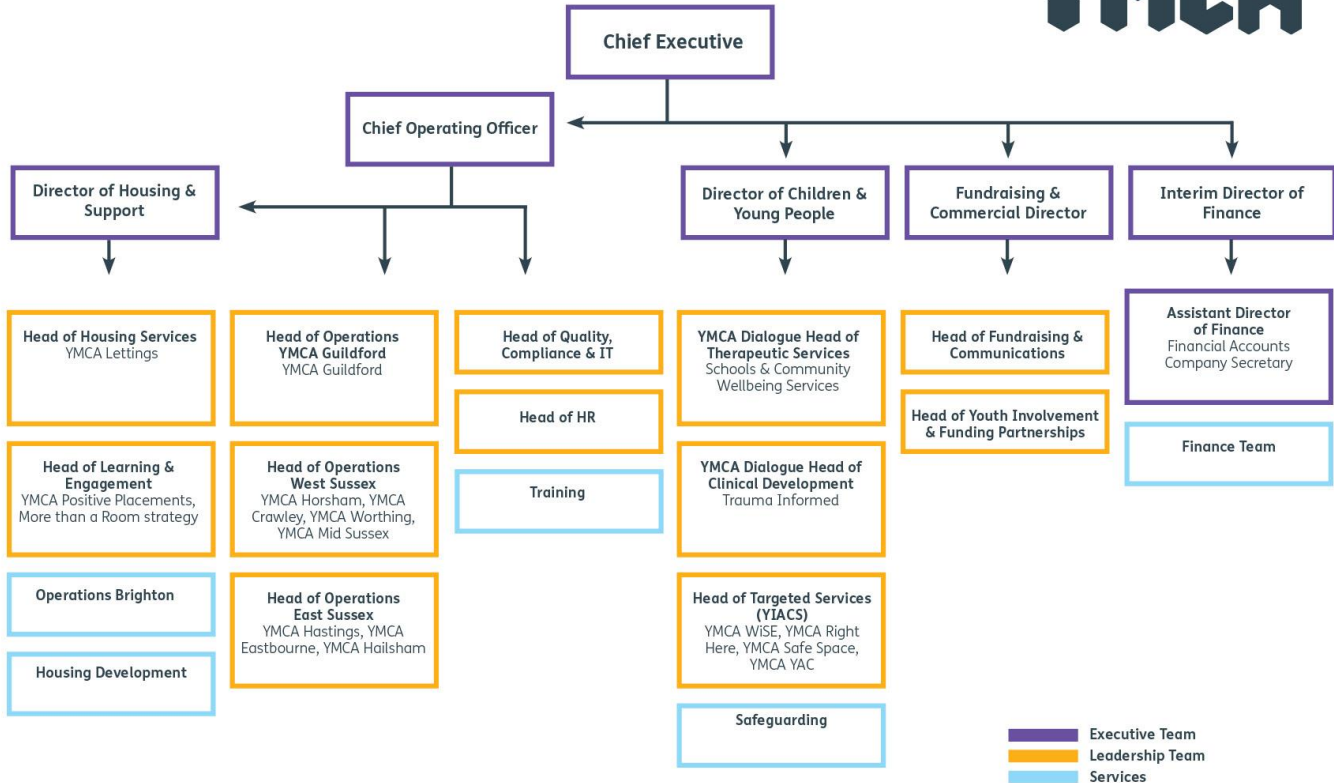 YMCA
Chief Executive
Chief Operating Officer
Director of Housing &
Support
Director of Children &
Young People
Fundraising &
Commercial Director
Interim Director of
Finance
Head of Housing Services
YMCA Lettings
Head of Learning &
Engagement
YMCA Positive Placements,
More than a Room strategy
Operations Brighton
Housing Development
Head of Operations
YMCA Guildford
YMCA Guildford
Head of Operations
West Sussex
YMCA Horsham, YMCA
Crawley, YMCA Worthing,
YMCA Mid Sussex
Head of Operations
East Sussex
YMCA Hastings, YMCA
Eastbourne, YMCA Hailsham
Head of Quality,
Compliance & IT
Head of HR
Training
YMCA Dialogue Head of
Therapeutic Services
Schools & Community
Wellbeing Services
YMCA Dialogue Head of
Clinical Development
Trauma Informed
Head of Targeted Services
(YIACS)
YMCA WiSE, YMCA Right
Here, YMCA Safe Space,
YMCA YAC
Safeguarding
Head of Fundraising &
Communications
Head of Youth Involvement
& Funding Partnerships
Assistant Director
of Finance
Financial Accounts
Company Secretary
Finance Team
Executive Team
Leadership Team
Services